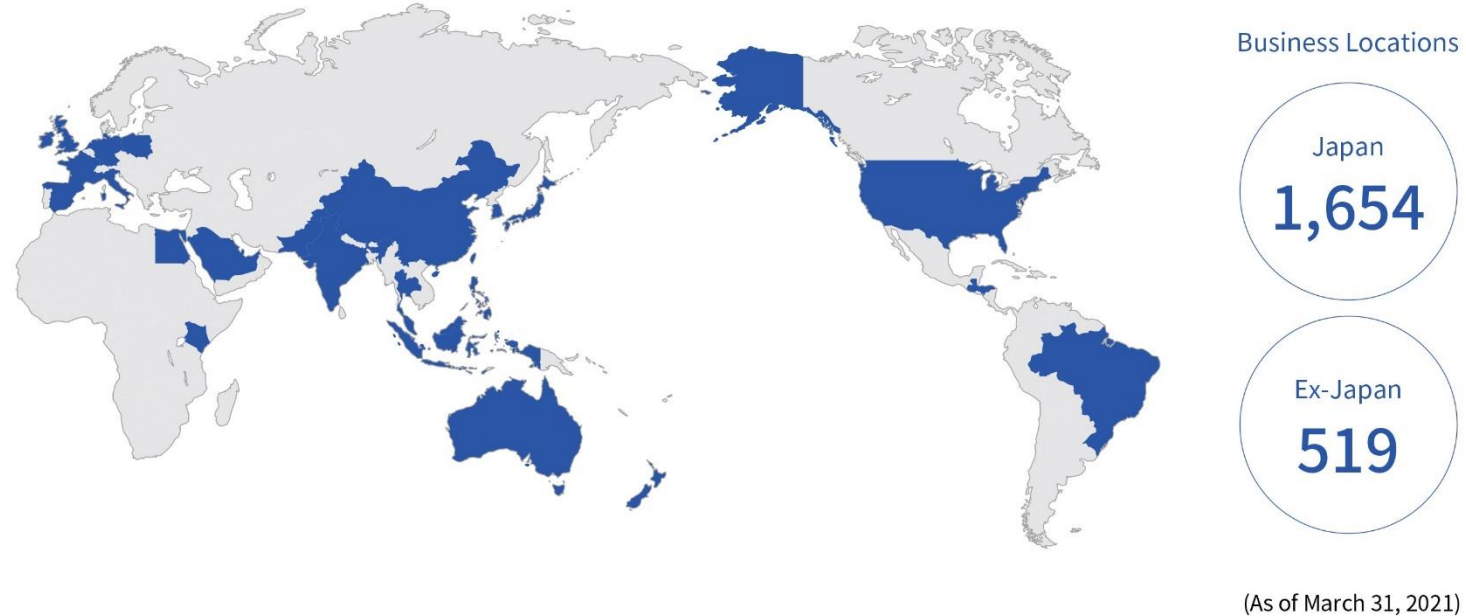 Business Locations
Japan
1,654
Ex-Japan
519
(As of March 31, 2021)